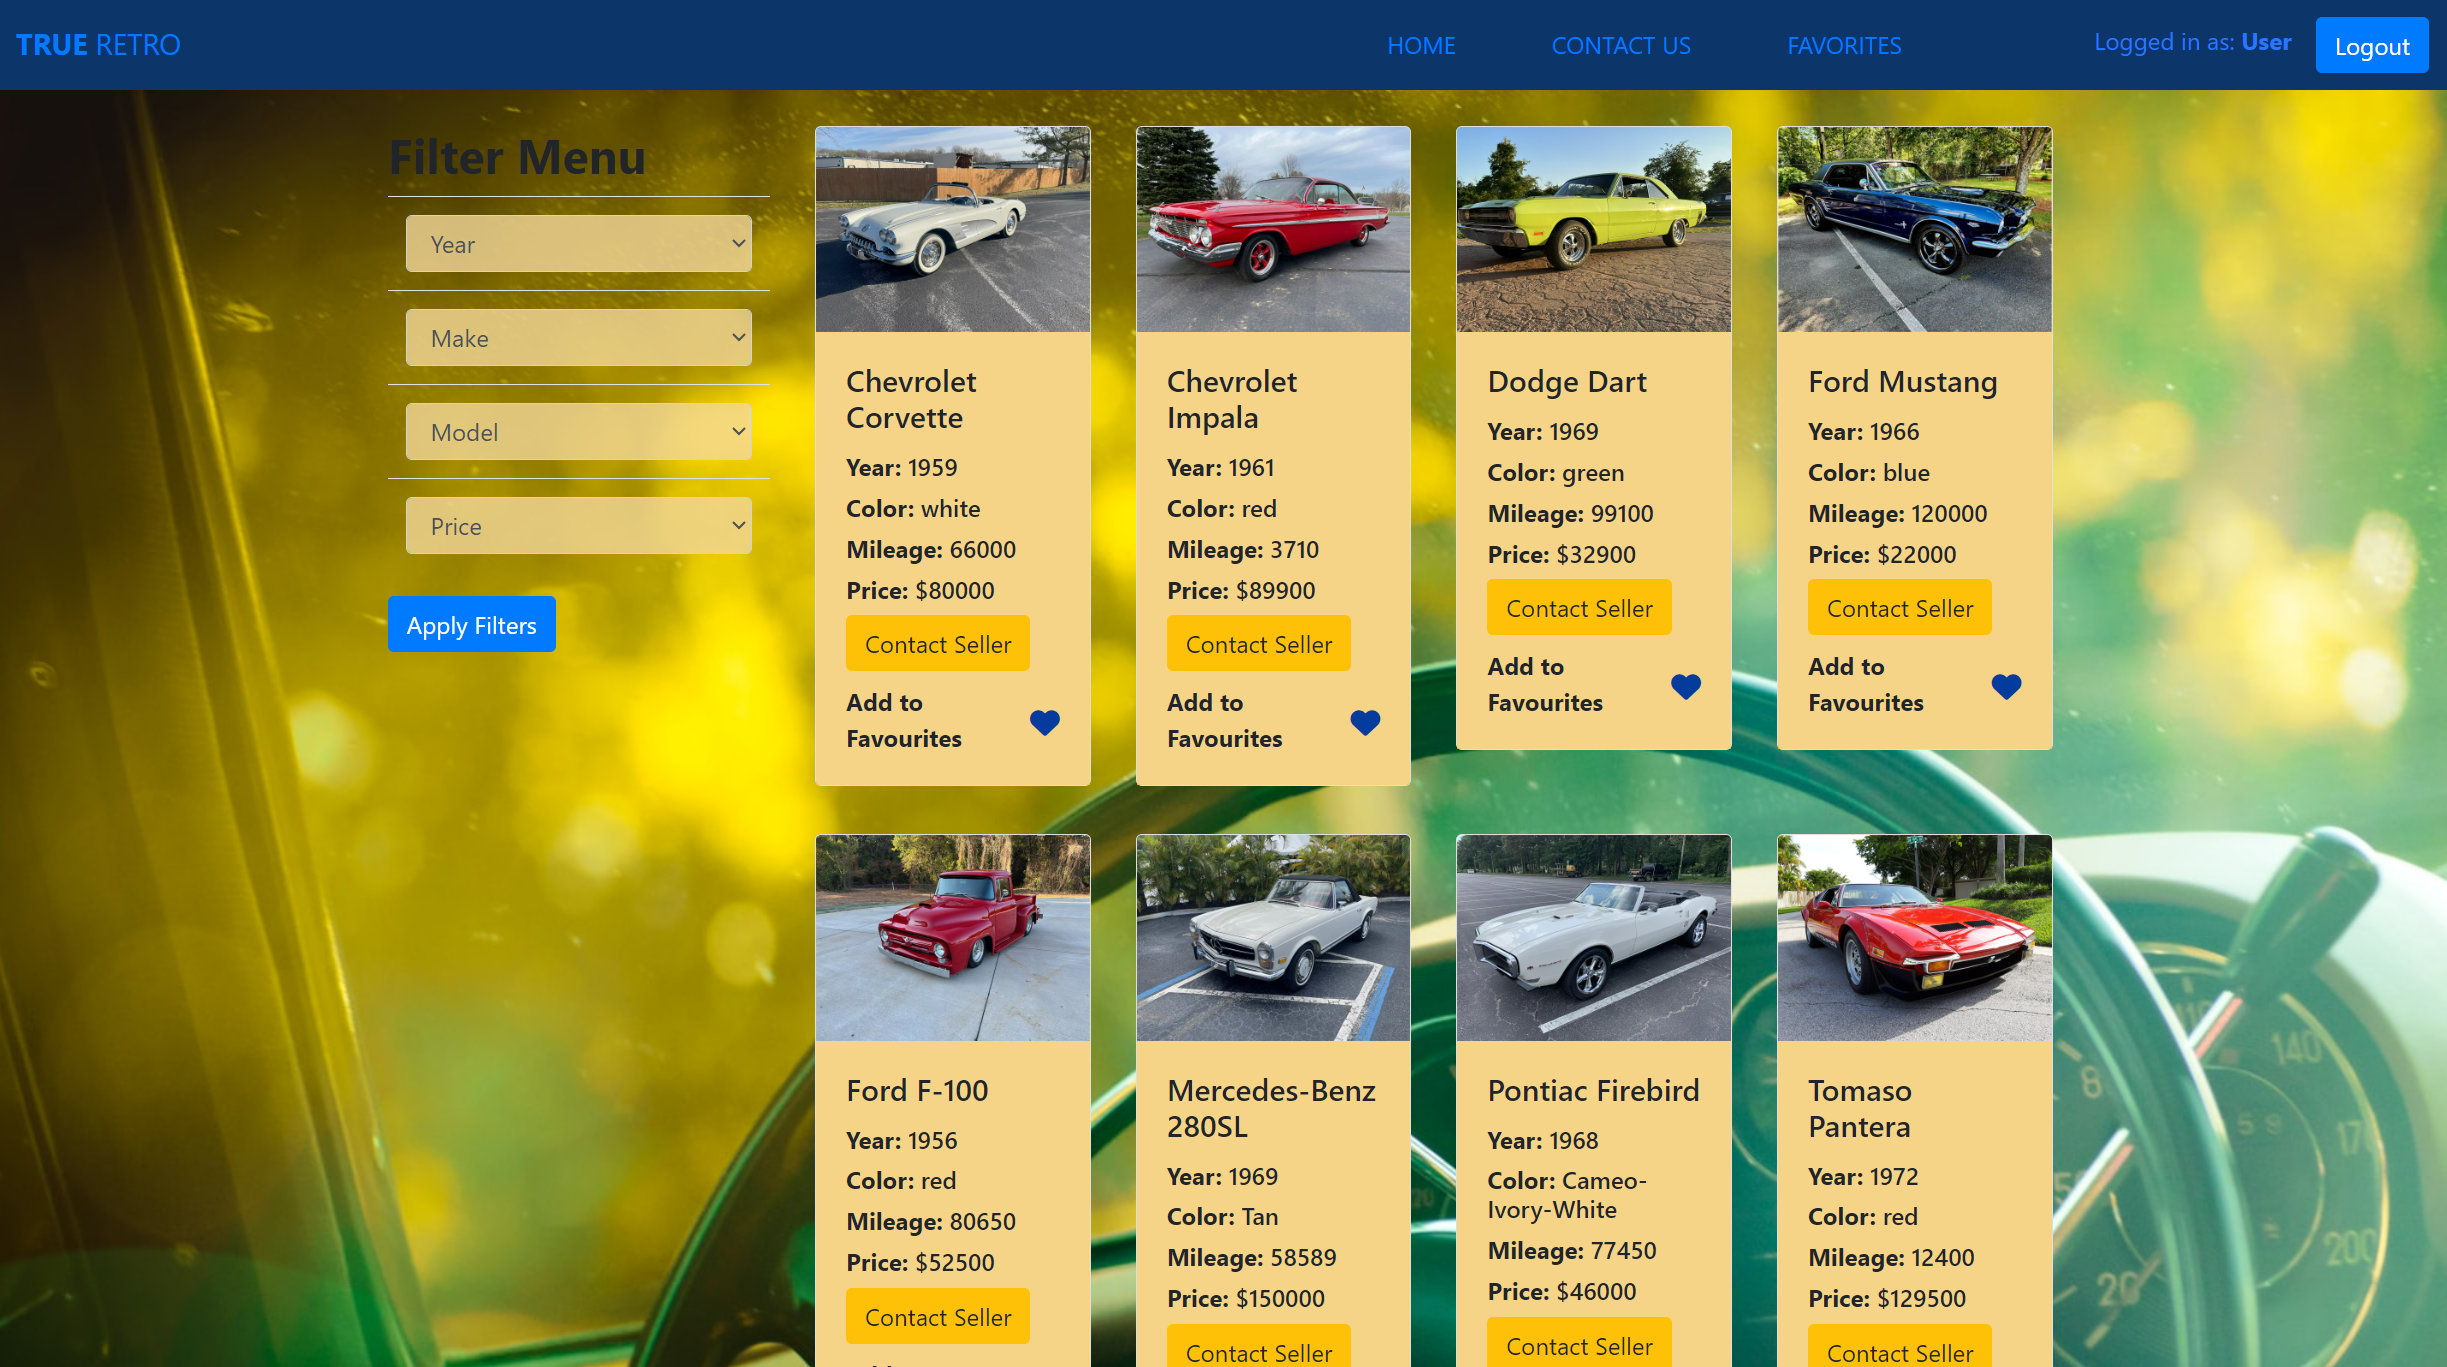 TRUE RETRO
HOME
CONTACT US
FAVORITES
Logged in as: User
Logout
Filter Menu
Year
Make
Model
Price
Apply Filters
Chevrolet
Corvette
Year: 1959
Color: white
Mileage: 66000
Price: $80000
Contact Seller
Add to
Favourites
Chevrolet
Impala
Year: 1961
Color: red
Mileage: 3710
Price: $89900
Contact Seller
Add to
Favourites
Dodge Dart
Year: 1969
Color: green
Mileage: 99100
Price: $32900
Contact Seller
Add to
Favourites
Ford Mustang
Year: 1966
Color: blue
Mileage: 120000
Price: $22000
Contact Seller
Add to
Favourites
Ford F-100
Year: 1956
Color: red
Mileage: 80650
Price: $52500
Contact Seller
Mercedes-Benz
280SL
Year: 1969
Color: Tan
Mileage: 58589
Price: $150000
Contact Seller
Pontiac Firebird
Year: 1968
Color: Cameo-
Ivory-White
Mileage: 77450
Price: $46000
Contact Seller
Tomaso
Pantera
Year: 1972
Color: red
Mileage: 12400
Price: $129500
Contact Seller
140
8
200
20